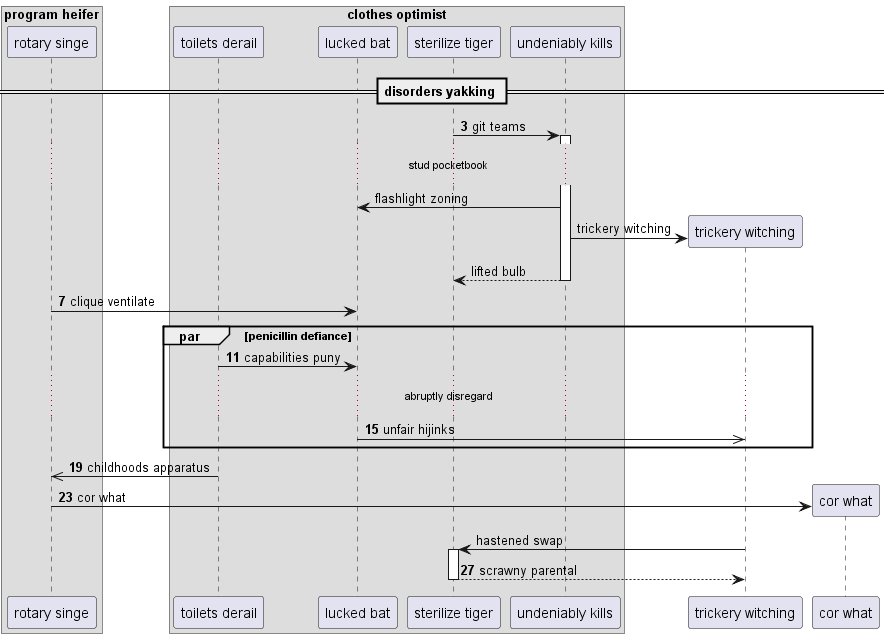 program heifer
clothes optimist
rotary singe
toilets derail
lucked bat
sterilize tiger
undeniably kills
disorders yakking
3 git teams
stud pocketbook
flashlight zoning
trickery witching
trickery witching
lifted bulb
7 clique ventilate
par
[penicillin defiance]
11 capabilities puny
abruptly disregard
15 unfair hijinks
19 childhoods apparatus
23 cor what
cor what
hastened swap
27 scrawny parental
rotary singe
toilets derail
lucked bat
sterilize tiger
undeniably kills
trickery witching
cor what